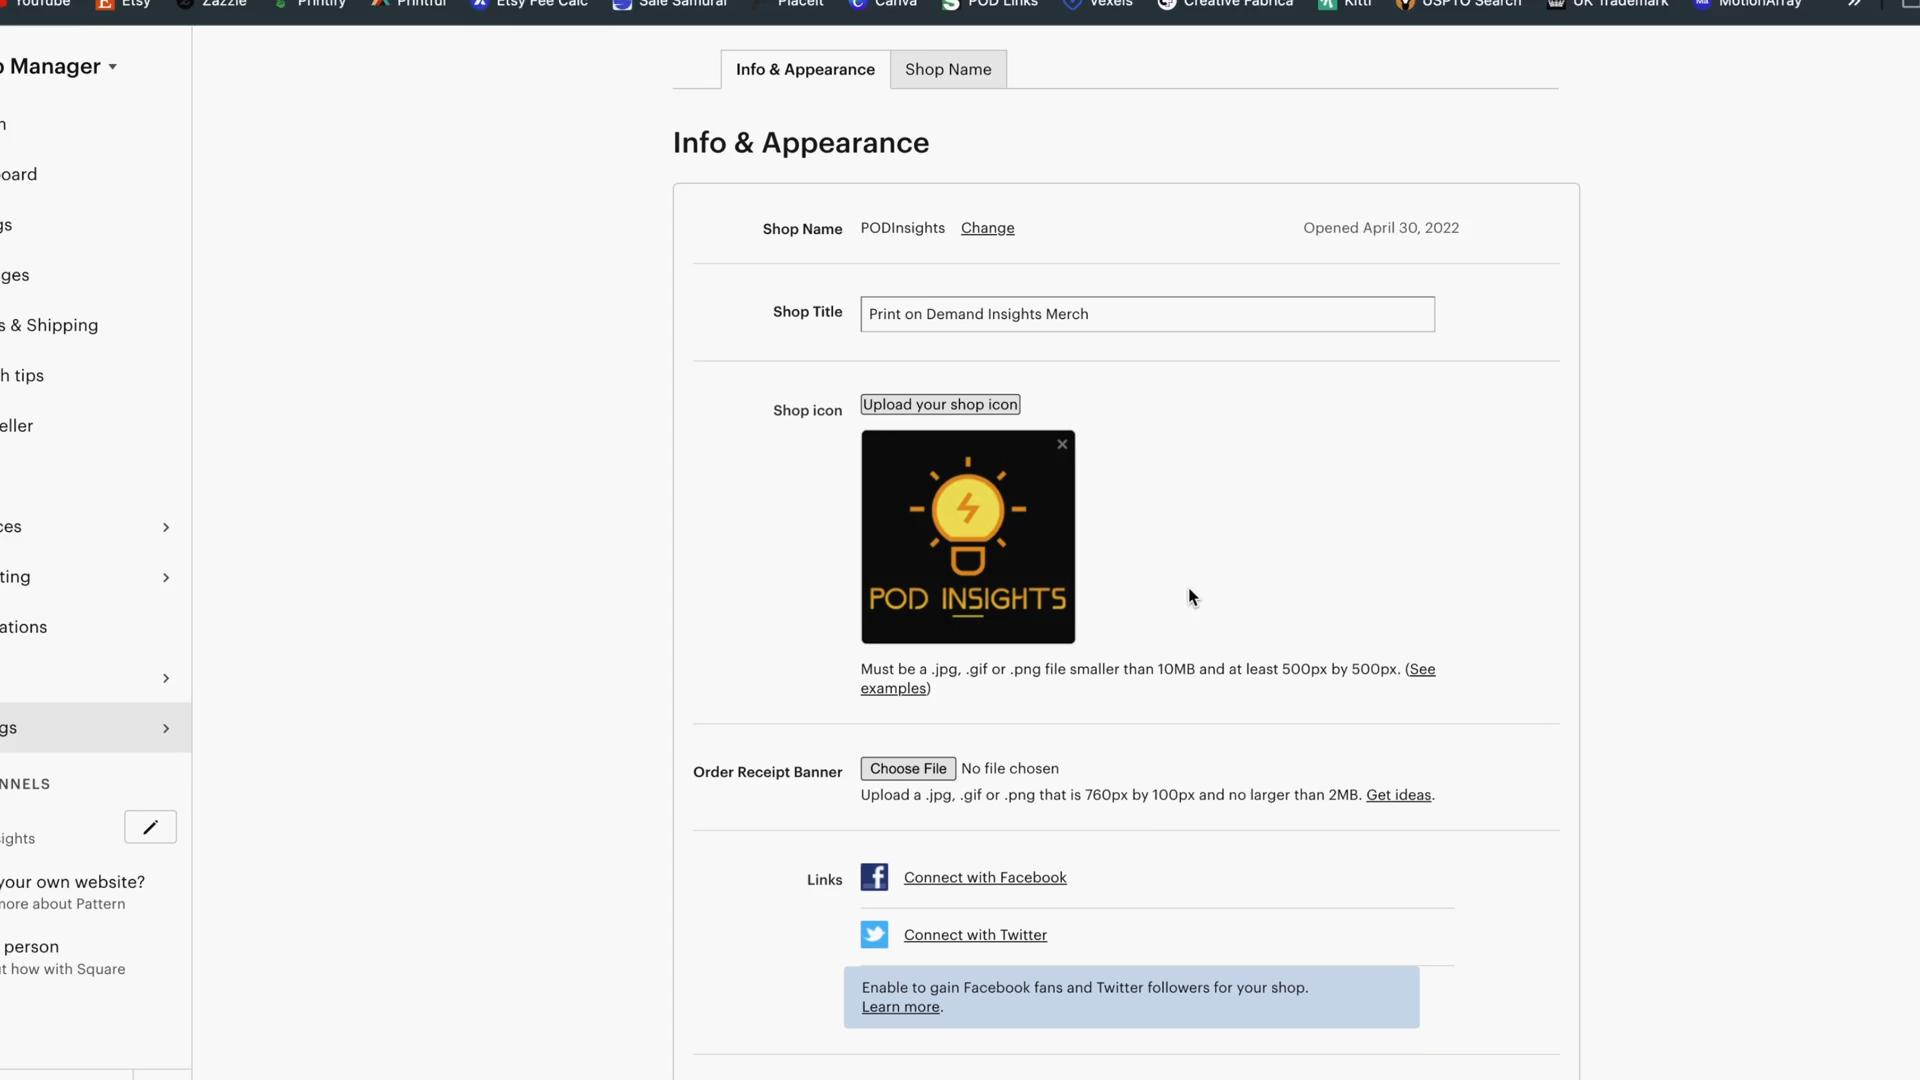 YouTube Etsy Zazzle Printify Printful Etsy Fee Calc Sale Samurai Placeit Canva POD Links Vexels Creative Fabrica Kittl USPTO Search UK Trademark MotionArray
p Manager
Info & Appearance Shop Name
n
oard
gs
ges
s & Shipping
h tips
eller
ces
ting
ations
gs
NNELS
ights
your own website?
more about Pattern
person
t how with Square
Info & Appearance
Shop Name PODInsights Change Opened April 30, 2022
Shop Title Print on Demand Insights Merch
Shop icon Upload your shop icon
POD INSIGHTS
Must be a .jpg, .gif or .png file smaller than 10MB and at least 500px by 500px. (See
examples)
Order Receipt Banner Choose File No file chosen
Upload a .jpg, .gif or .png that is 760px by 100px and no larger than 2MB. Get ideas.
Links Connect with Facebook
Connect with Twitter
Enable to gain Facebook fans and Twitter followers for your shop.
Learn more.